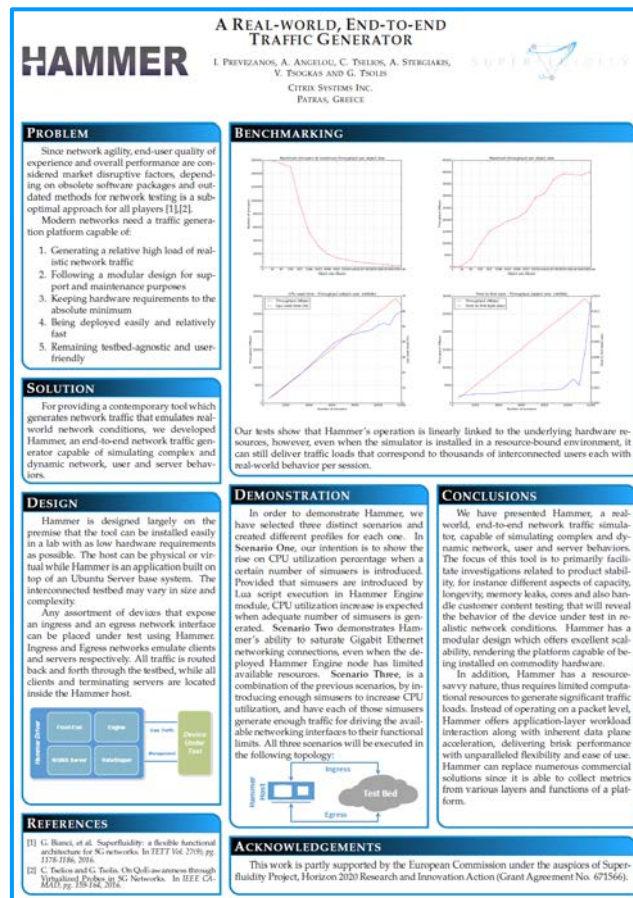 A REAL-WORLD, END-TO-END
TRAFFIC GENERATOR
HAMMER
I. PREVEZANOS, A. ANGELOU, C. TSELIOS, A. STERGIAKIS,
V. TSOGKAS AND G. TSOLIS
CITRIX SYSTEMS INC.
PATRAS, GREECE
SUPERFLUIDITY
PROBLEM
Since network agility, end-user quality of
experience and overall performance are con-
sidered market disruptive factors, depend-
ing on obsolete software packages and out-
dated methods for network testing is a sub-
optimal approach for all players [1],[2].
Modern networks need a traffic genera-
tion platform capable of:
1. Generating a relative high load of real-
istic network traffic
2. Following a modular design for sup-
port and maintenance purposes
3. Keeping hardware requirements to the
absolute minimum
4. Being deployed easily and relatively
fast
5. Remaining testbed-agnostic and user-
friendly
SOLUTION
For providing a contemporary tool which
generates network traffic that emulates real-
world network conditions, we developed
Hammer, an end-to-end network traffic gen-
erator capable of simulating complex and
dynamic network, user and server behav-
iors.
DESIGN
Hammer is designed largely on the
premise that the tool can be installed easily
in a lab with as low hardware requirements
as possible. The host can be physical or vir-
tual while Hammer is an application built on
top of an Ubuntu Server base system. The
interconnected testbed may vary in size and
complexity.
Any assortment of devices that expose
an ingress and an egress network interface
can be placed under test using Hammer.
Ingress and Egress networks emulate clients
and servers respectively. All traffic is routed
back and forth through the testbed, while all
clients and terminating servers are located
inside the Hammer host.
Hammer Driver
Engine
Device
Under
Test
REFERENCES
[1] G. Bianci, et al. Superfluidity: a flexible functional
architecture for 5G networks. In TETT Vol. 27(9), pg.
1178-1186, 2016.
[2] C. Tselios and G. Tsolis. On QoE-awareness through
Virtualized Probes in 5G Networks. In IEEE CA-
MAD, pg. 159-164, 2016.
BENCHMARKING
Our tests show that Hammer's operation is linearly linked to the underlying hardware re-
sources, however, even when the simulator is installed in a resource-bound environment, it
can still deliver traffic loads that correspond to thousands of interconnected users each with
real-world behavior per session.
DEMONSTRATION
In order to demonstrate Hammer, we
have selected three distinct scenarios and
created different profiles for each one. In
Scenario One, our intention is to show the
rise on CPU utilization percentage when a
certain number of simusers is introduced.
Provided that simusers are introduced by
Lua script execution in Hammer Engine
module, CPU utilization increase is expected
when adequate number of simusers is gen-
erated. Scenario Two demonstrates Ham-
mer's ability to saturate Gigabit Ethernet
networking connections, even when the de-
ployed Hammer Engine node has limited
available resources. Scenario Three, is a
combination of the previous scenarios, by in-
troducing enough simusers to increase CPU
utilization, and have each of those simusers
generate enough traffic for driving the avail-
able networking interfaces to their functional
limits. All three scenarios will be executed in
the following topology:
Ingress
Hammer
Host
Test Bed
Egress
CONCLUSIONS
We have presented Hammer, a real-
world, end-to-end network traffic simula-
tor, capable of simulating complex and dy-
namic network, user and server behaviors.
The focus of this tool is to primarily facili-
tate investigations related to product stabil-
ity, for instance different aspects of capacity,
longevity, memory leaks, cores and also han-
dle customer content testing that will reveal
the behavior of the device under test in re-
alistic network conditions. Hammer has a
modular design which offers excellent scal-
ability, rendering the platform capable of be-
ing installed on commodity hardware.
In addition, Hammer has a resource-
savvy nature, thus requires limited computa-
tional resources to generate significant traffic
loads. Instead of operating on a packet level,
Hammer offers application-layer workload
interaction along with inherent data plane
acceleration, delivering brisk performance
with unparalleled flexibility and ease of use.
Hammer can replace numerous commercial
solutions since it is able to collect metrics
from various layers and functions of a plat-
form.
ACKNOWLEDGEMENTS
This work is partly supported by the European Commission under the auspices of Super-
fluidity Project, Horizon 2020 Research and Innovation Action (Grant Agreement No. 671566).